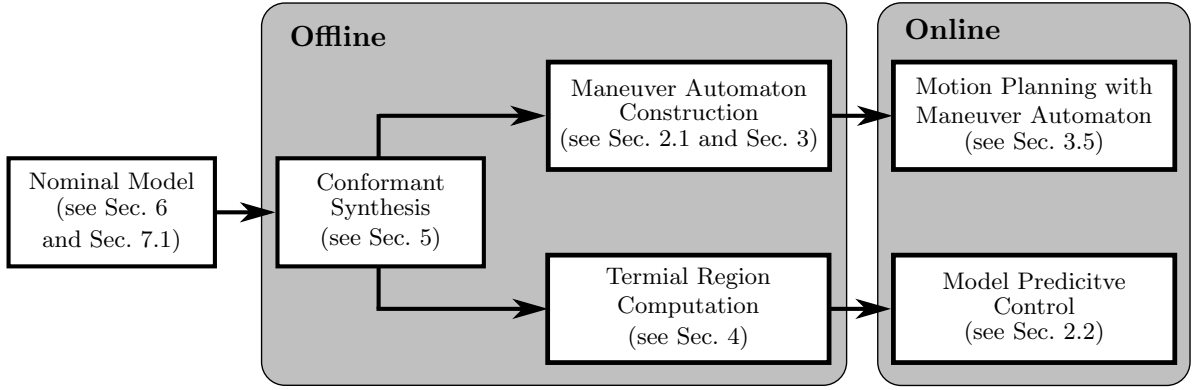 Offline
Online
Nominal Model
(see Sec. 6
and Sec. 7.1)
Conformant
Synthesis
(see Sec. 5)
Maneuver Automaton
Construction
(see Sec. 2.1 and Sec. 3)
Motion Planning with
Maneuver Automaton
(see Sec. 3.5)
Termial Region
Computation
(see Sec. 4)
Model Predicitve
Control
(see Sec. 2.2)